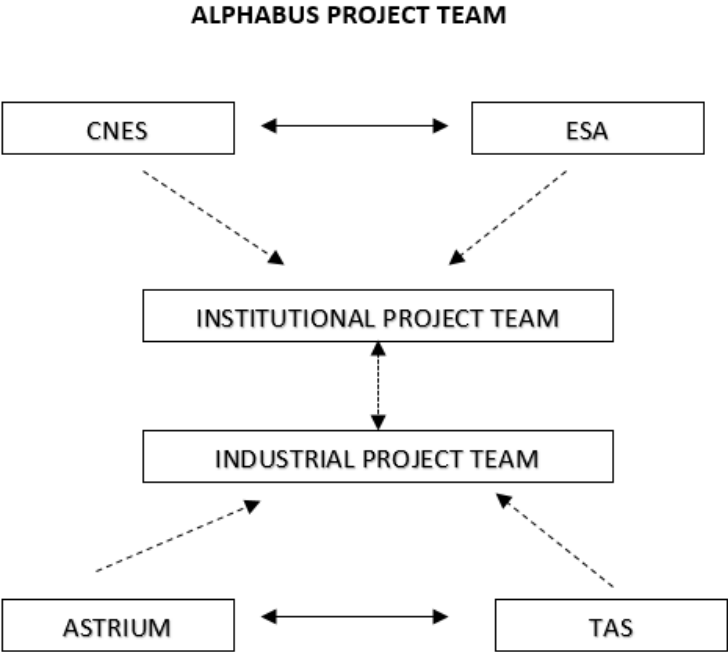 ALPHABUS PROJECT TEAM
CNES
ESA
INSTITUTIONAL PROJECT TEAM
INDUSTRIAL PROJECT TEAM
ASTRIUM
TAS